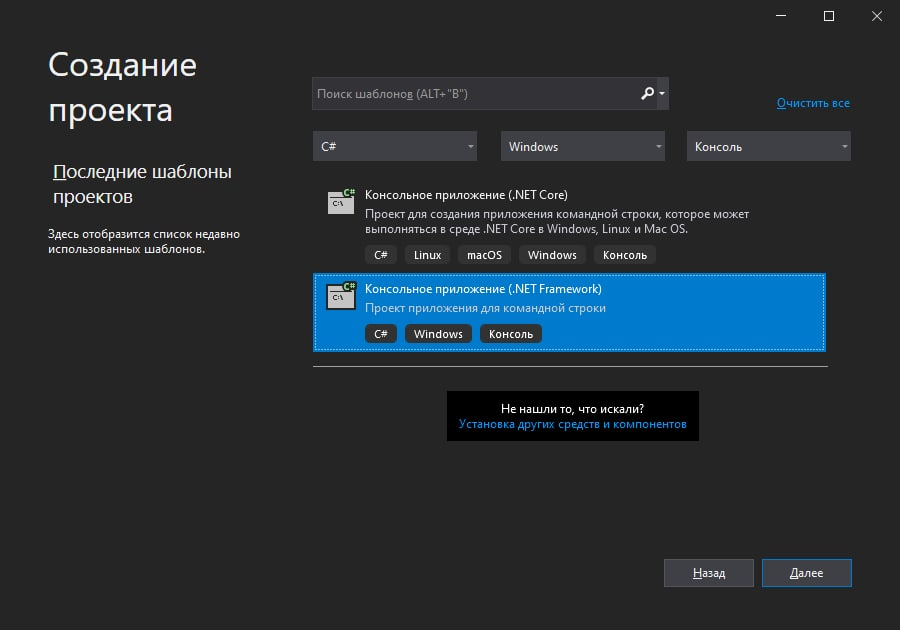 Создание
проекта
Последние шаблоны
проектов
Здесь отобразится список недавно
использованных шаблонов.
Поиск шаблонов (ALT+"B")
Очистить все
C#
Windows
Консоль
C#
C:\
Консольное приложение (.NET Core)
Проект для создания приложения командной строки, которое может
выполняться в среде .NET Core в Windows, Linux и Mac OS.
C# Linux macOS Windows Консоль
C#
C:\
Консольное приложение (.NET Framework)
Проект приложения для командной строки
C# Windows Консоль
Не нашли то, что искали?
Установка других средств и компонентов
Назад
Далее